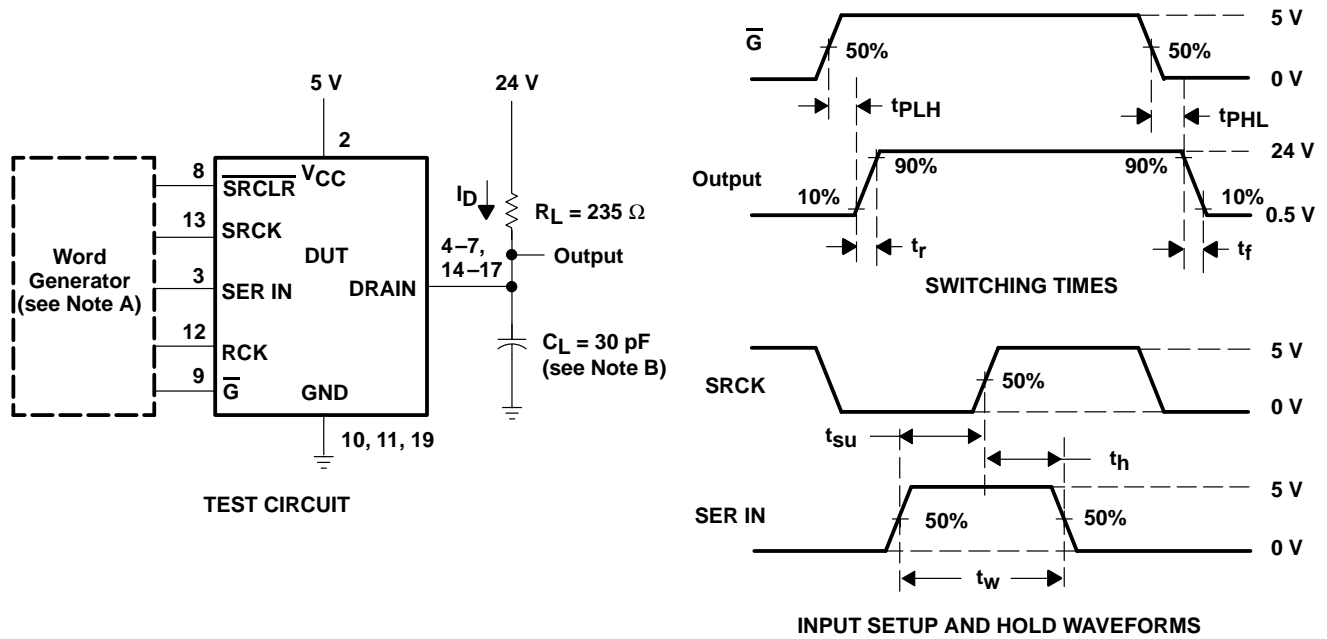 5 V
24 V
2
8
SRCLR
VCC
13
SRCK
DUT
3
SER IN
DRAIN
12
RCK
9
G
GND
10, 11, 19
Word
Generator
(see Note A)
ID
RL = 235 Ω
4–7,
14–17
Output
CL = 30 pF
(see Note B)
TEST CIRCUIT
G
50%
50%
5 V
0 V
tPLH
tPHL
Output
10%
90%
90%
10%
24 V
0.5 V
tr
tf
SWITCHING TIMES
SRCK
50%
5 V
0 V
tsu
th
SER IN
50%
50%
5 V
0 V
tw
INPUT SETUP AND HOLD WAVEFORMS